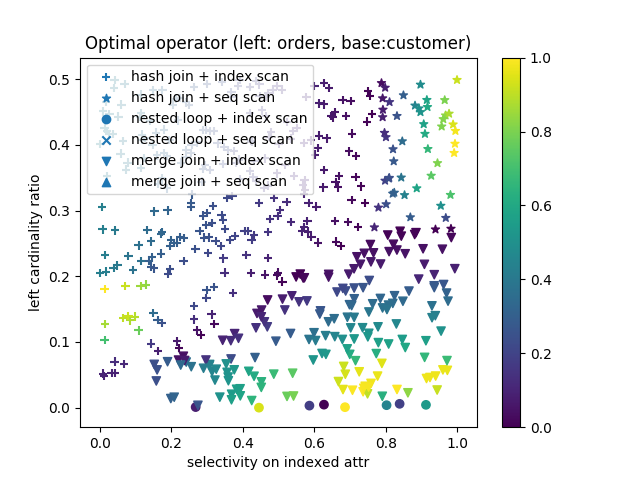 Optimal operator (left: orders, base:customer)
hash join + index scan
hash join + seq scan
nested loop + index scan
nested loop + seq scan
merge join + index scan
merge join + seq scan
left cardinality ratio
0.5
0.4
0.3
0.2
0.1
0.0
0.0 0.2 0.4 0.6 0.8 1.0
selectivity on indexed attr
1.0
0.8
0.6
0.4
0.2
0.0